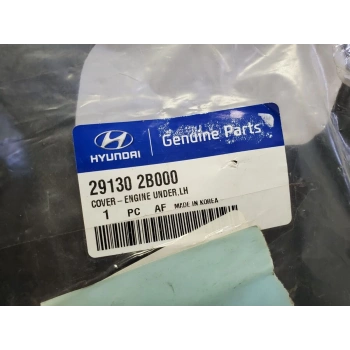 HYUNDAI
Genuine Parts
29130 2B000
COVER-ENGINE UNDER,LH
1 PC AF MADE IN KOREA